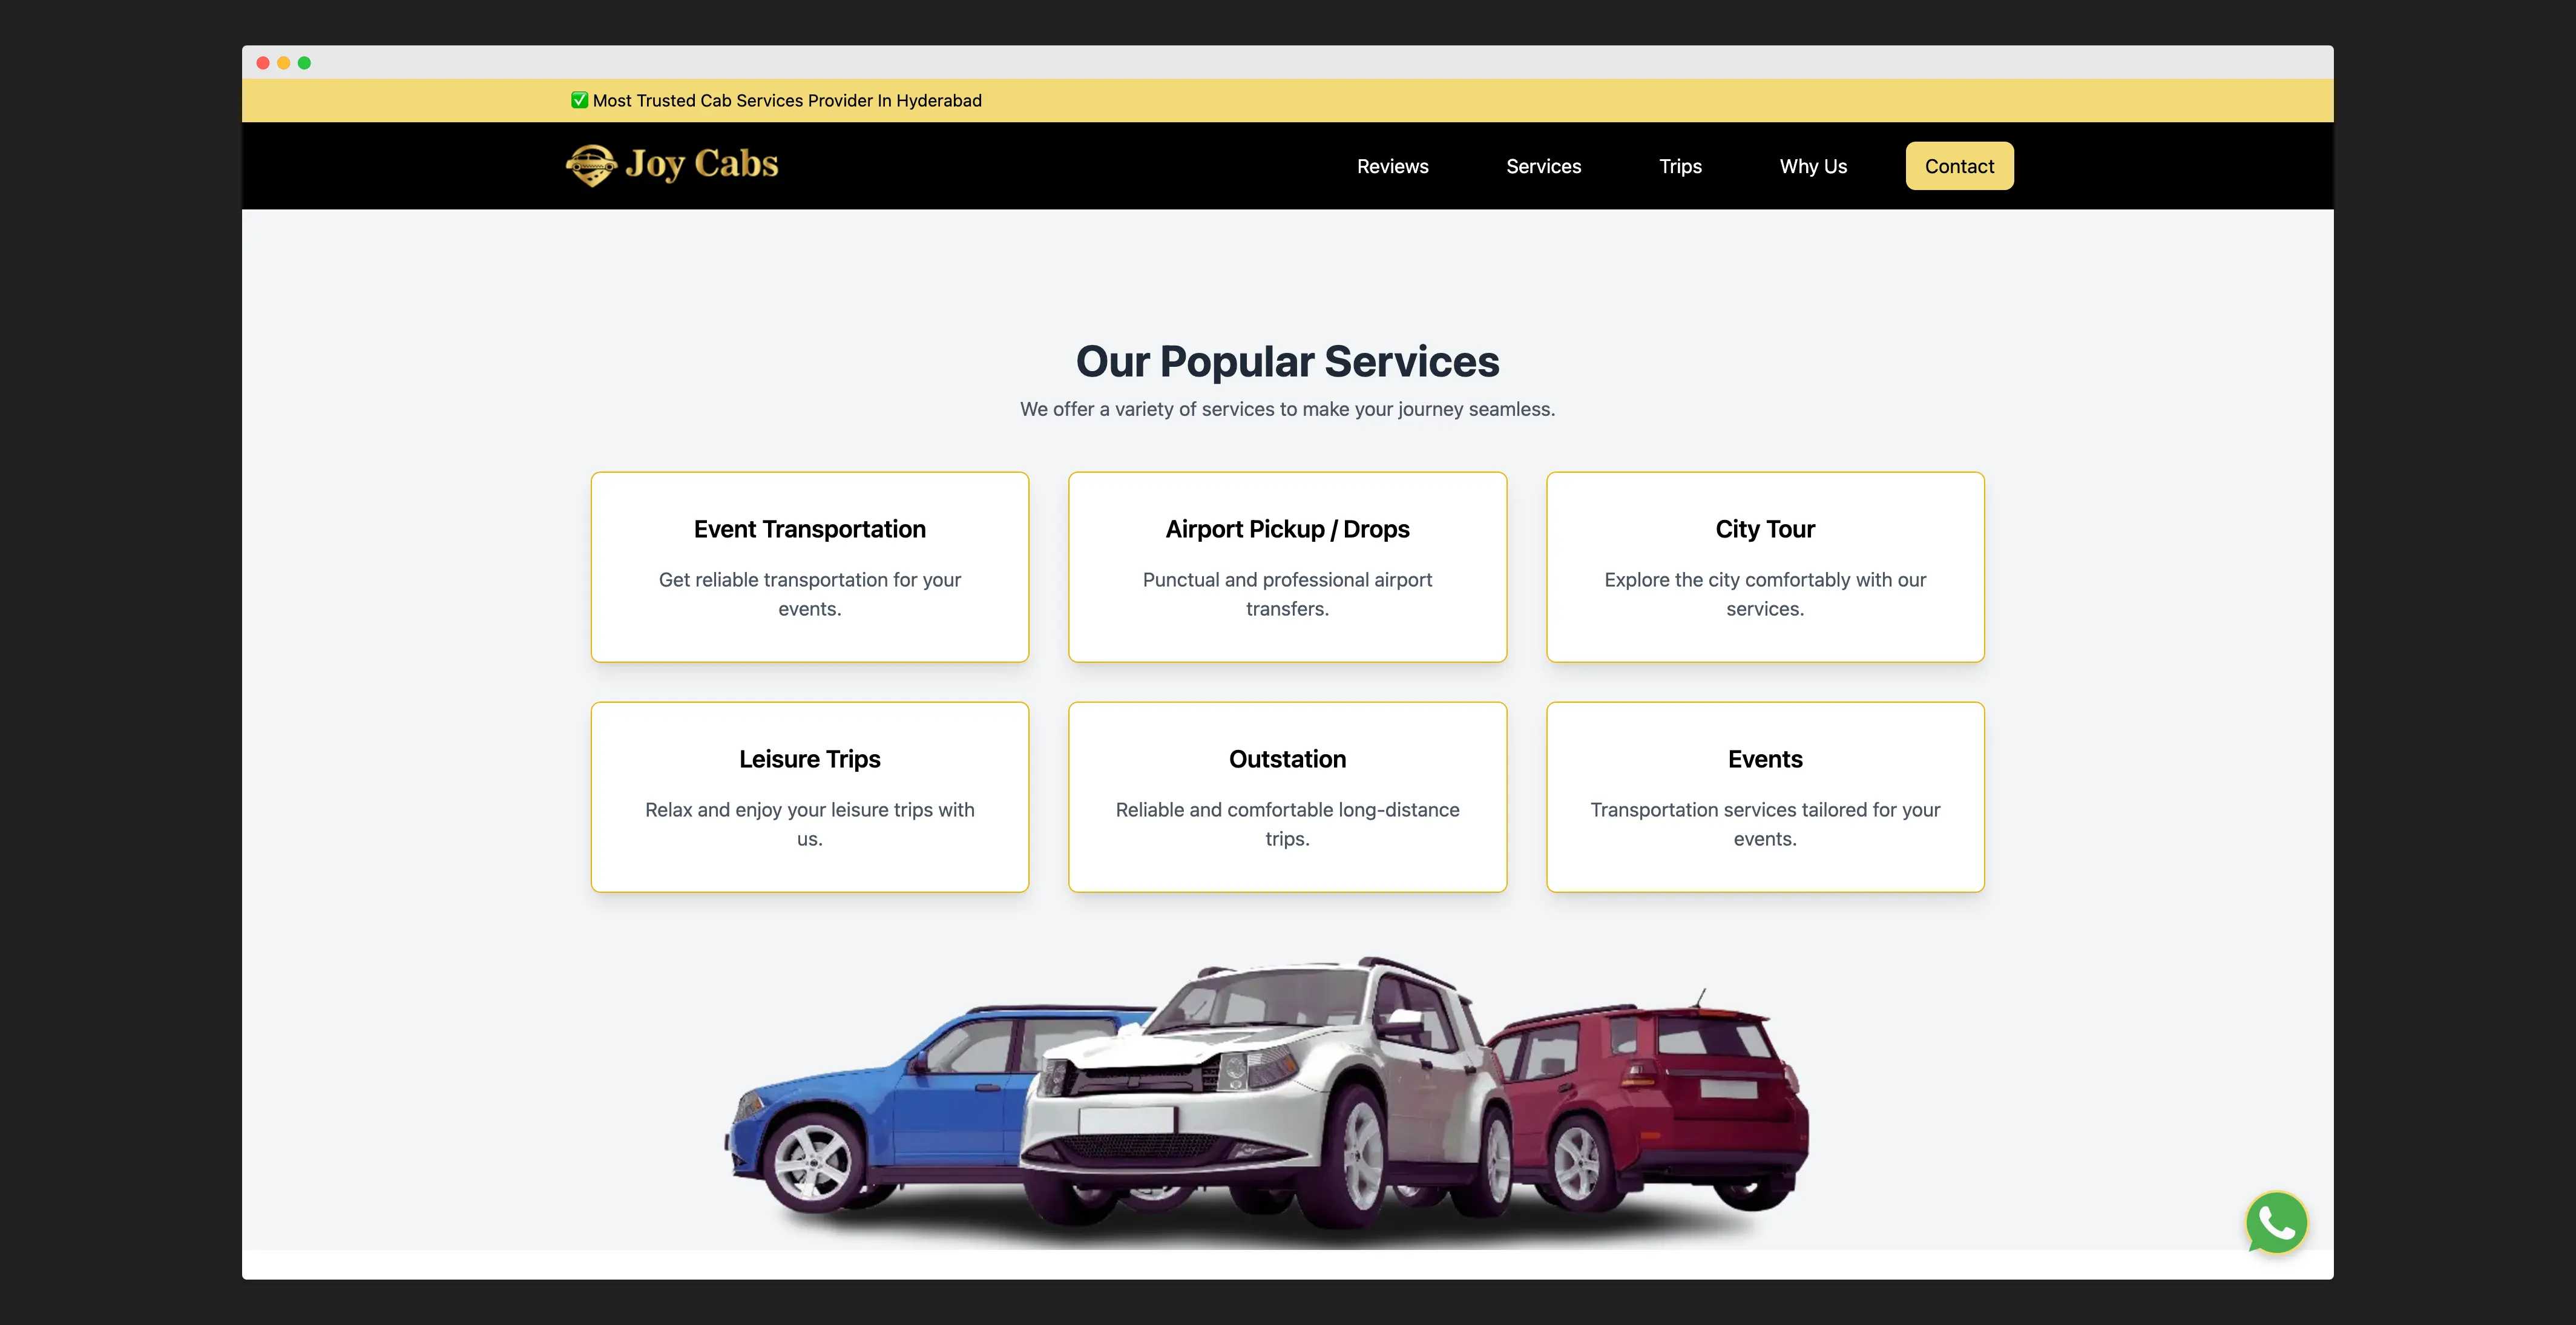 ✅ Most Trusted Cab Services Provider In Hyderabad
Joy Cabs
Reviews
Services
Trips
Why Us
Contact
Our Popular Services
We offer a variety of services to make your journey seamless.
Event Transportation
Get reliable transportation for your
events.
Airport Pickup / Drops
Punctual and professional airport
transfers.
City Tour
Explore the city comfortably with our
services.
Leisure Trips
Relax and enjoy your leisure trips with
us.
Outstation
Reliable and comfortable long-distance
trips.
Events
Transportation services tailored for your
events.